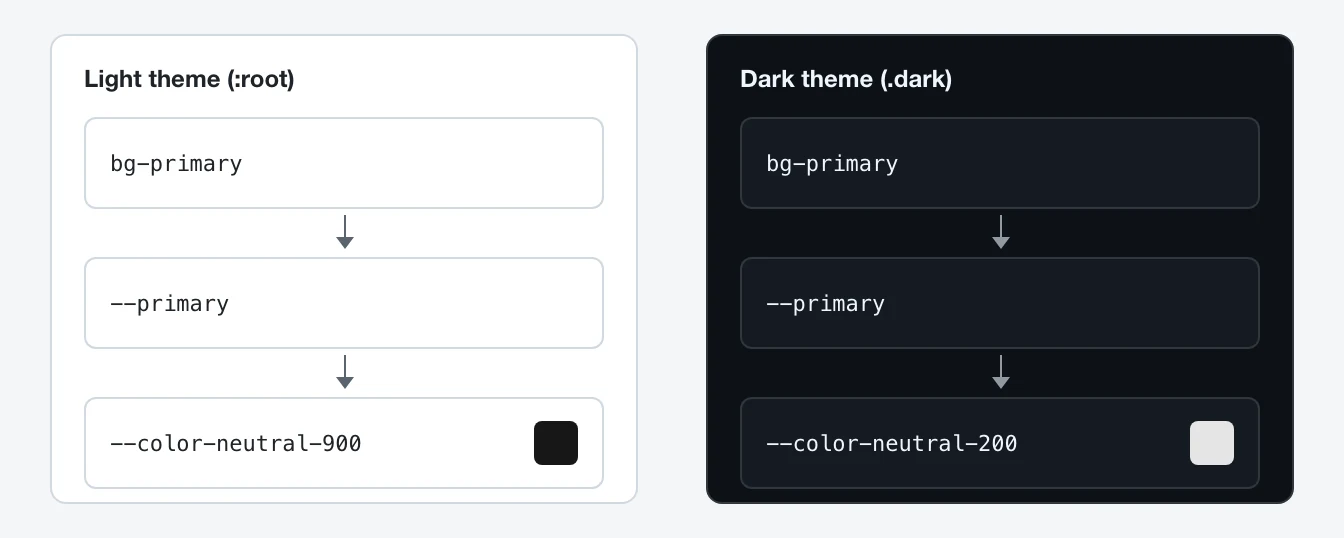 Light theme (:root)
bg-primary
--primary
--color-neutral-900
Dark theme (.dark)
bg-primary
--primary
--color-neutral-200